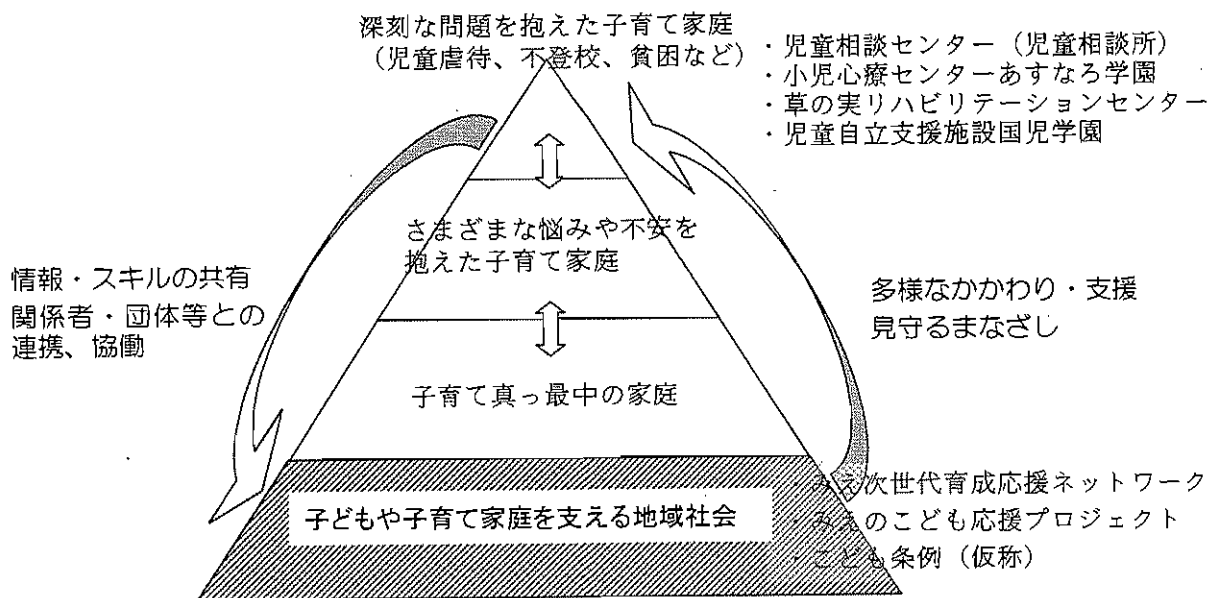 深刻な問題を抱えた子育て家庭
（児童虐待、不登校、貧困など）
・児童相談センター（児童相談所）
・小児心療センターあすなろ学園
・草の実リハビリテーションセンター
・児童自立支援施設国児学園
さまざまな悩みや不安を
抱えた子育て家庭
情報・スキルの共有
関係者・団体等との
連携、協働
多様なかかわり・支援
見守るまなざし
子育て真っ最中の家庭
子どもや子育て家庭を支える地域社会
・みえ次世代育成応援ネットワーク
・みえのこども応援プロジェクト
・こども条例（仮称）